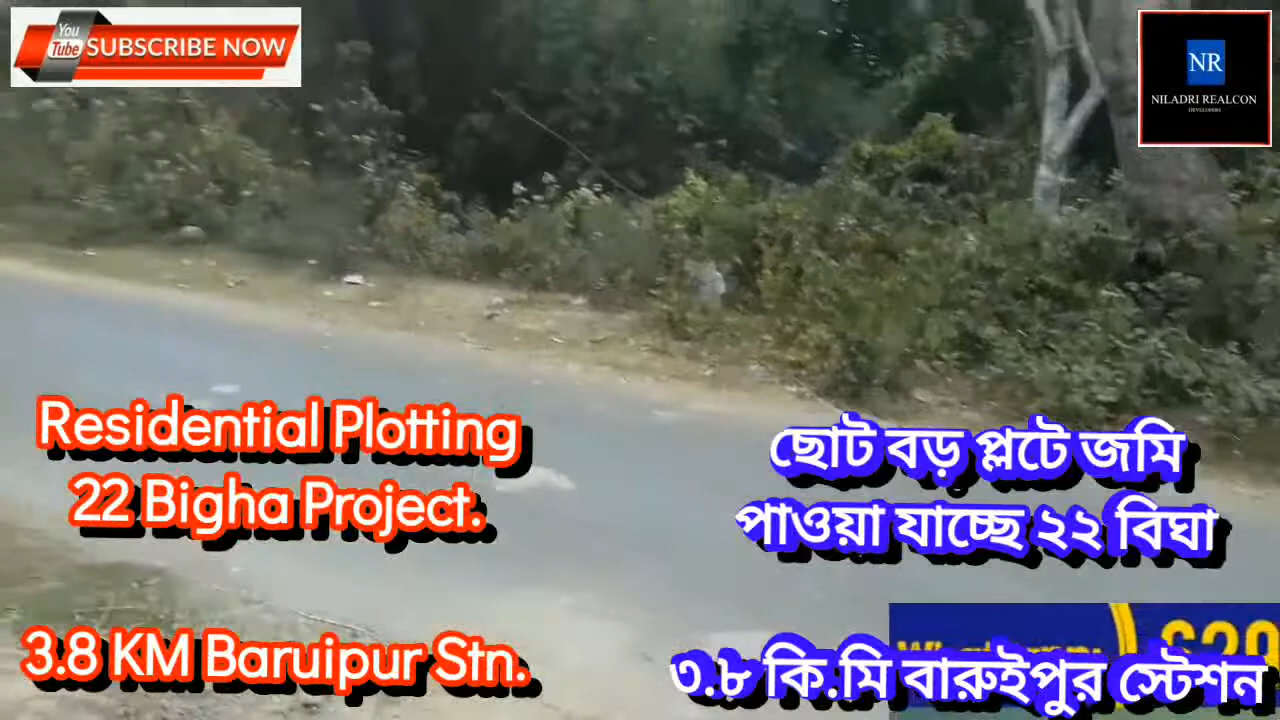 You
Tube SUBSCRIBE NOW
NR
NILADRI REALCON
DEVELOPERS
Residential Plotting
22 Bigha Project.
3.8 KM Baruipur Stn.
ছোট বড় প্লটে জমি
পাওয়া যাচ্ছে ২২ বিঘা
৩.৮ কি.মি বারুইপুর স্টেশন